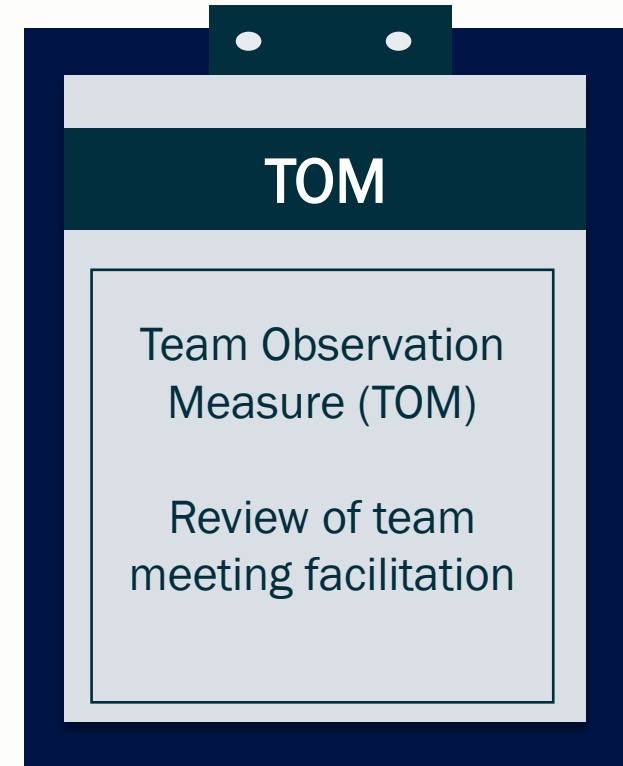 TOM
Team Observation
Measure (TOM)
Review of team
meeting facilitation